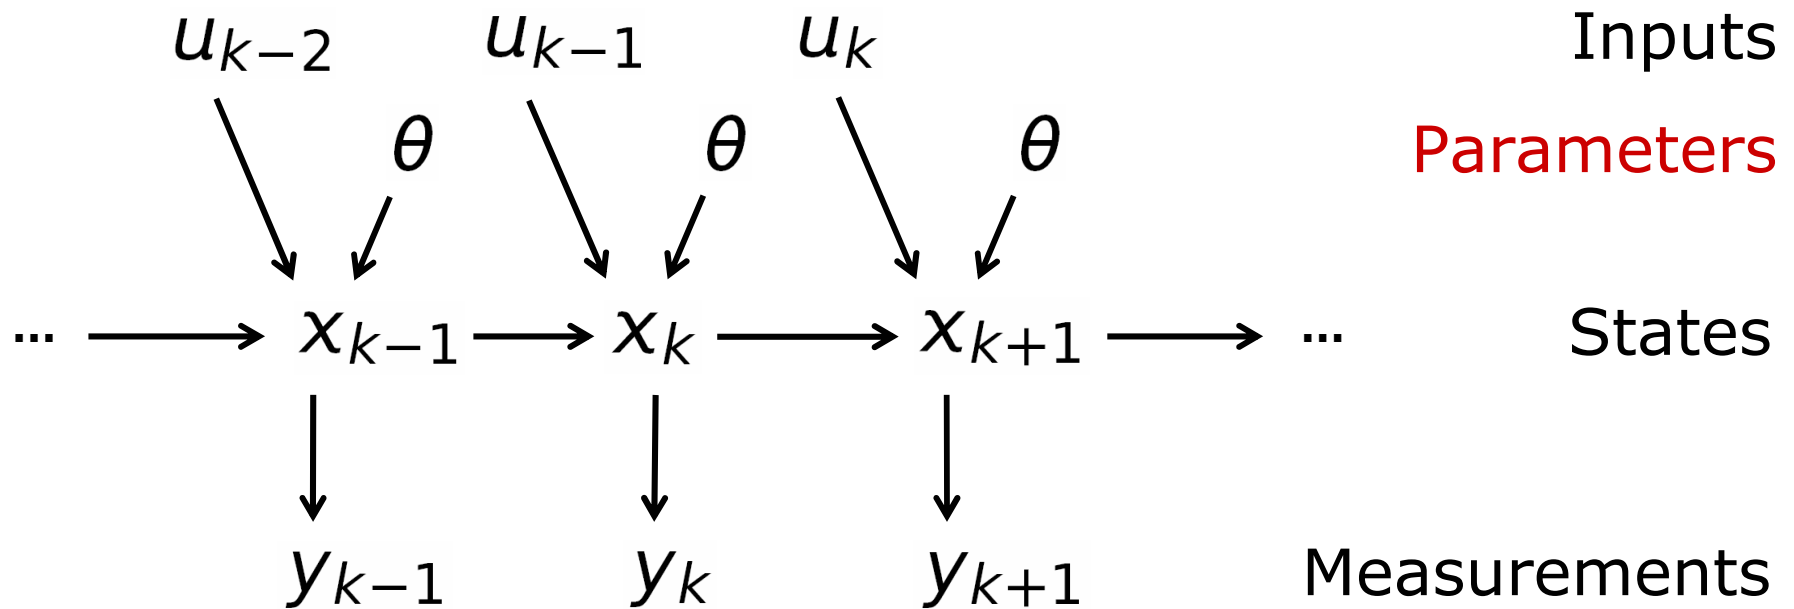 u_{k−2} u_{k−1} u_k Inputs
θ θ θ Parameters
... x_{k−1} x_k x_{k+1} ... States
y_{k−1} y_k y_{k+1} Measurements